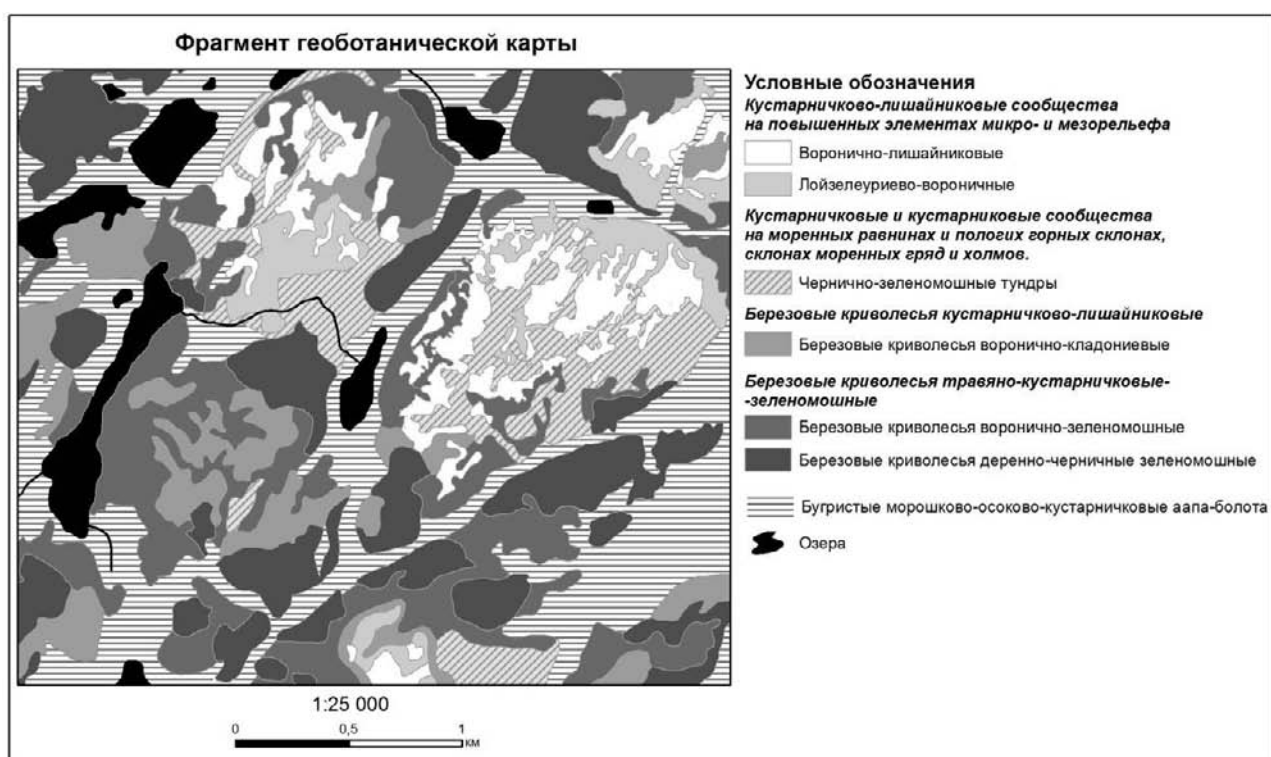 Фрагмент геоботанической карты
Условные обозначения
Кустарничково-лишайниковые сообщества
на повышенных элементах микро- и мезорельефа
Воронично-лишайниковые
Лойзелеуриево-вороничные
Кустарничковые и кустарниковые сообщества
на моренных равнинах и пологих горных склонах,
склонах моренных гряд и холмов.
Чернично-зеленомошные тундры
Березовые криволесья кустарничково-лишайниковые
Березовые криволесья воронично-кладониевые
Березовые криволесья травяно-кустарничковые-
-зеленомошные
Березовые криволесья воронично-зеленомошные
Березовые криволесья деренно-черничные зеленомошные
Бугристые морошково-осоково-кустарничковые аапа-болота
Озера
1:25 000
0 0,5 1
км